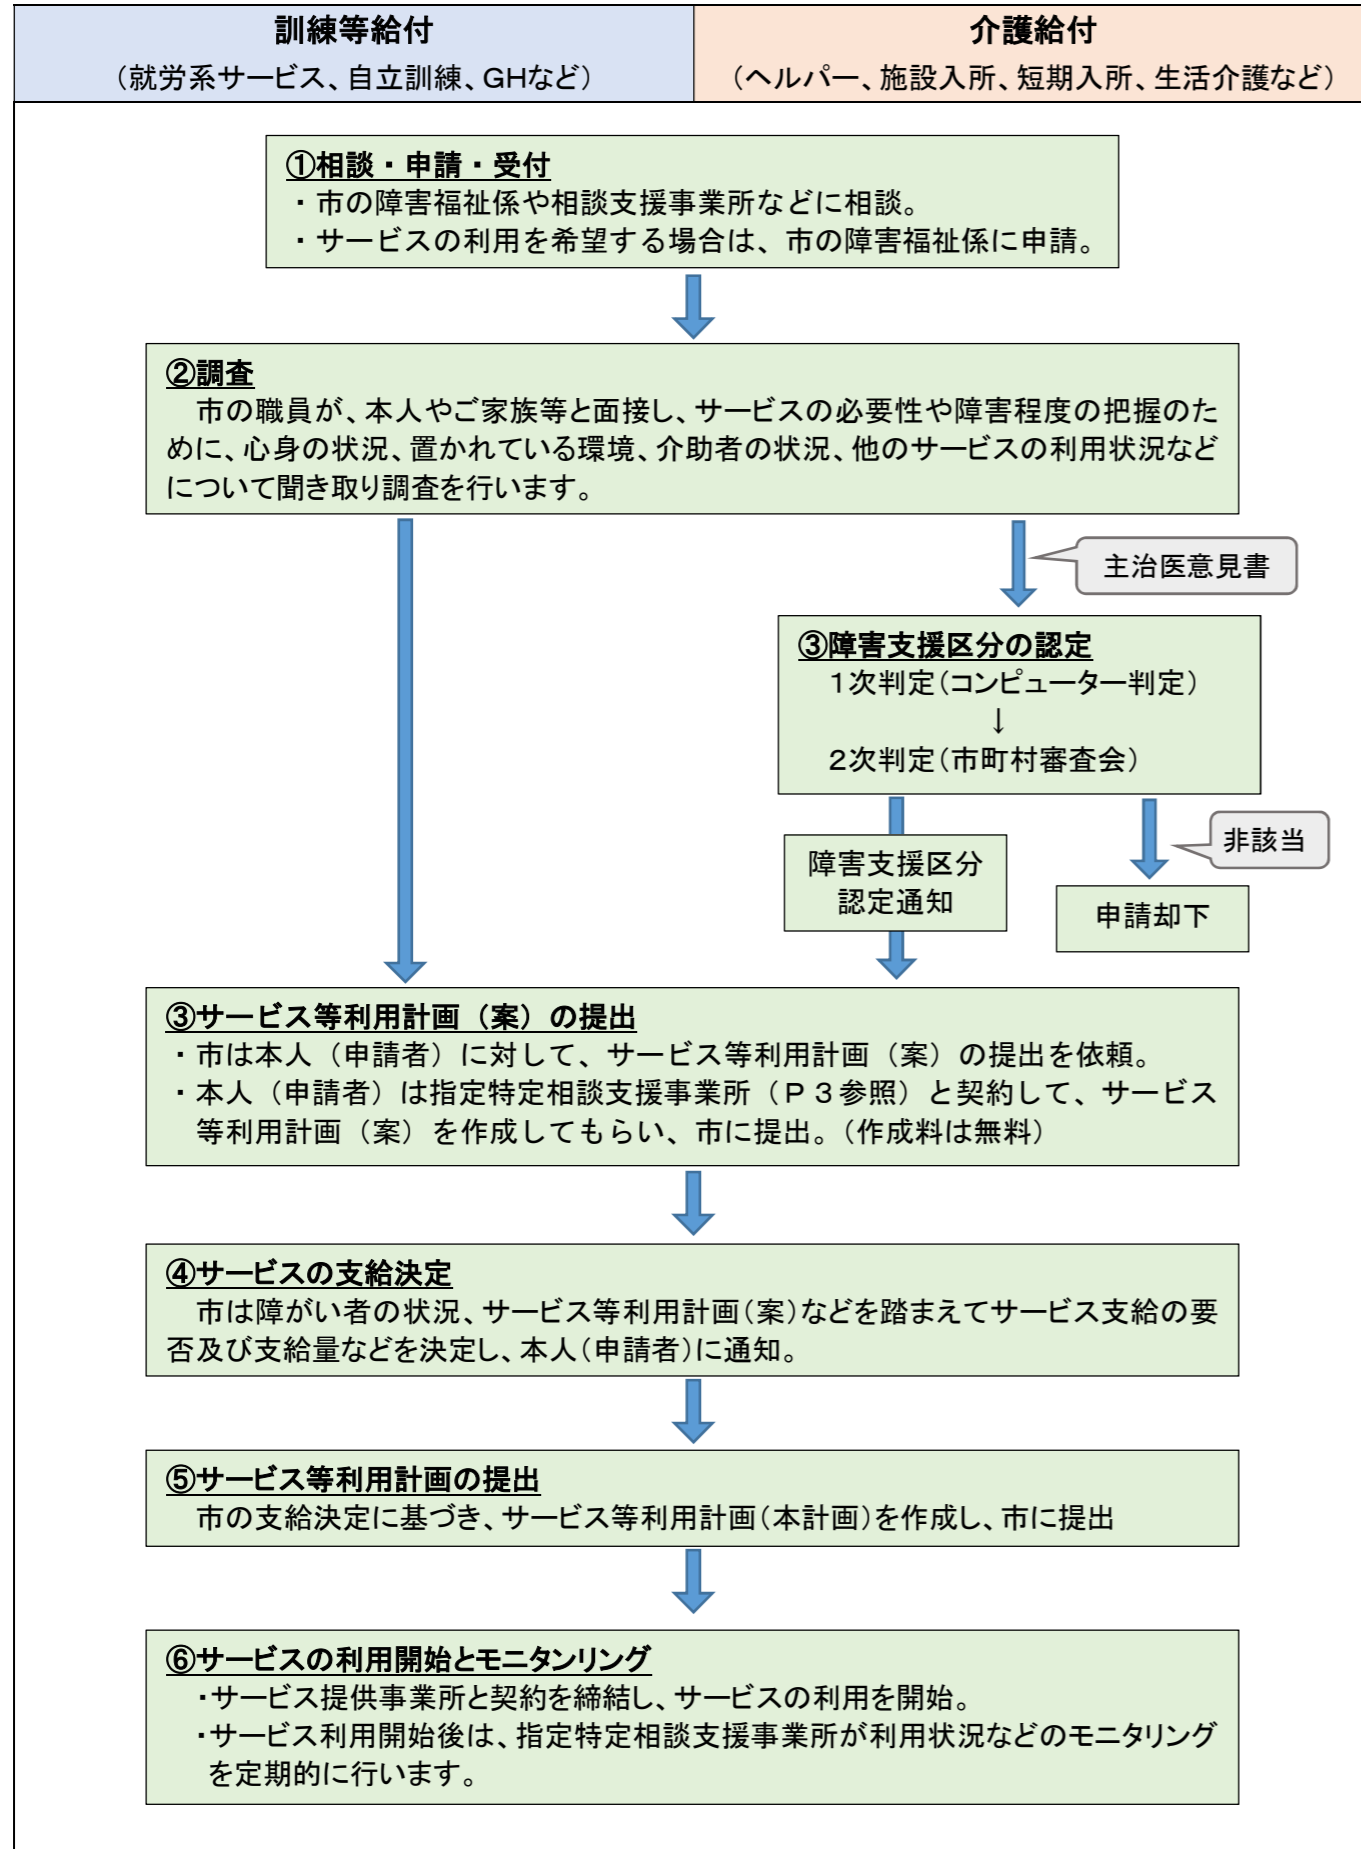 訓練等給付
（就労系サービス、自立訓練、GHなど）
介護給付
（ヘルパー、施設入所、短期入所、生活介護など）
①相談・申請・受付
・市の障害福祉係や相談支援事業所などに相談。
・サービスの利用を希望する場合は、市の障害福祉係に申請。
②調査
市の職員が、本人やご家族等と面接し、サービスの必要性や障害程度の把握のた
めに、心身の状況、置かれている環境、介助者の状況、他のサービスの利用状況など
について聞き取り調査を行います。
主治医意見書
③障害支援区分の認定
１次判定（コンピューター判定）
↓
２次判定（市町村審査会）
障害支援区分
認定通知
非該当
申請却下
③サービス等利用計画（案）の提出
・市は本人（申請者）に対して、サービス等利用計画（案）の提出を依頼。
・本人（申請者）は指定特定相談支援事業所（Ｐ３参照）と契約して、サービス
等利用計画（案）を作成してもらい、市に提出。（作成料は無料）
④サービスの支給決定
市は障がい者の状況、サービス等利用計画（案）などを踏まえてサービス支給の要
否及び支給量などを決定し、本人（申請者）に通知。
⑤サービス等利用計画の提出
市の支給決定に基づき、サービス等利用計画（本計画）を作成し、市に提出
⑥サービスの利用開始とモニタンリング
・サービス提供事業所と契約を締結し、サービスの利用を開始。
・サービス利用開始後は、指定特定相談支援事業所が利用状況などのモニタリング
を定期的に行います。